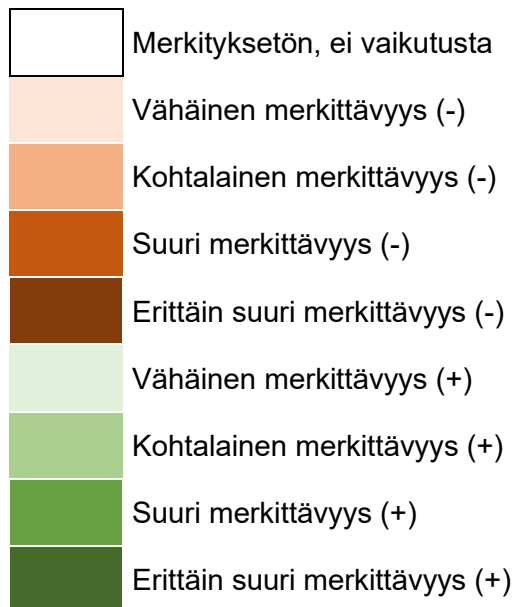 Merkityksetön, ei vaikutusta
Vähäinen merkittävyys (-)
Kohtalainen merkittävyys (-)
Suuri merkittävyys (-)
Erittäin suuri merkittävyys (-)
Vähäinen merkittävyys (+)
Kohtalainen merkittävyys (+)
Suuri merkittävyys (+)
Erittäin suuri merkittävyys (+)